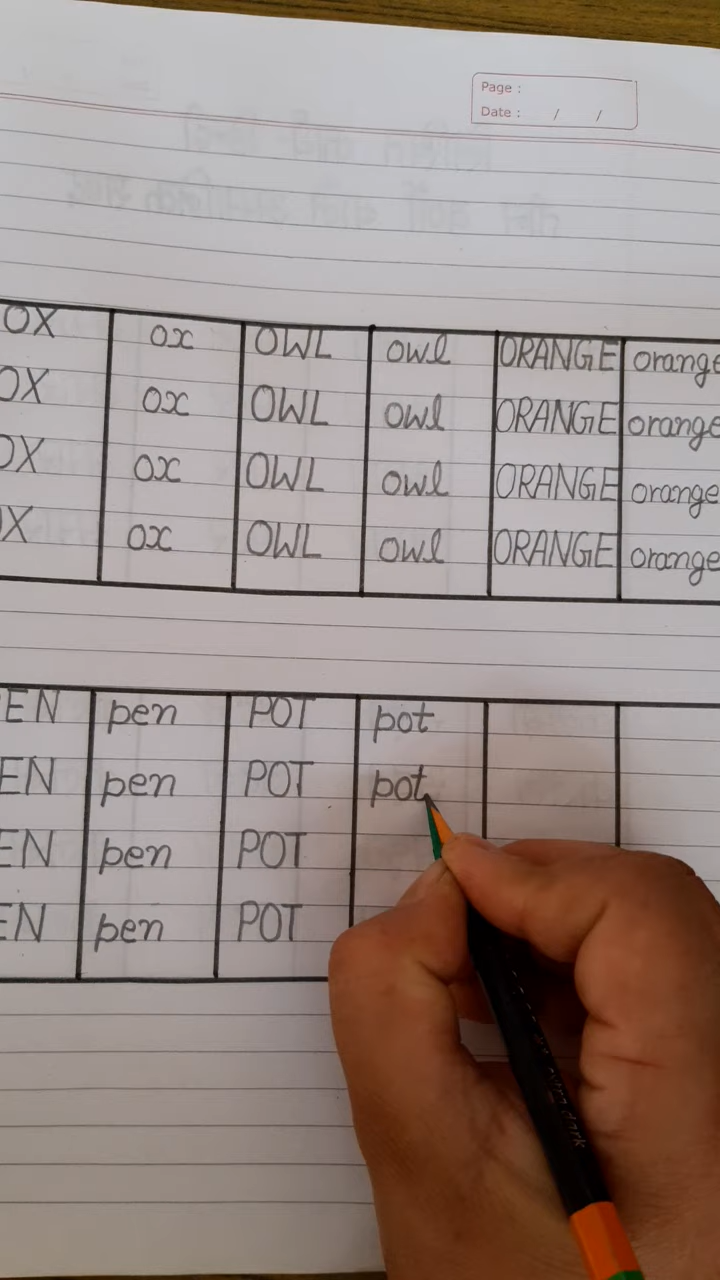 Page :
Date : / /
OX ox OWL owl ORANGE orange
OX ox OWL owl ORANGE orange
OX ox OWL owl ORANGE orange
OX ox OWL owl ORANGE orange
EN pen POT pot
EN pen POT pot
EN pen POT
EN pen POT
extra dark